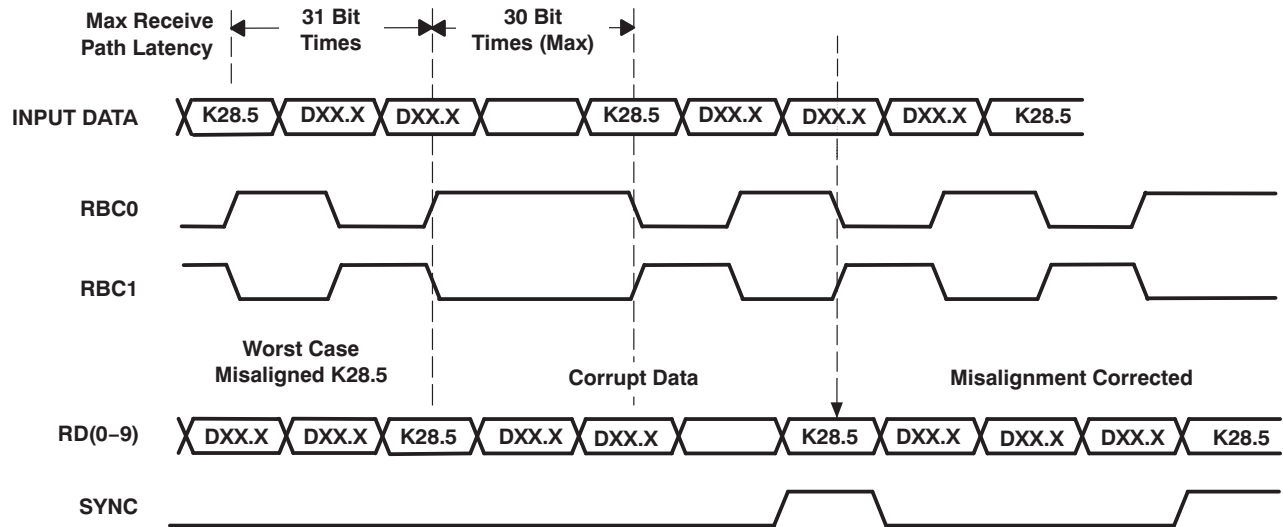 Max Receive
Path Latency
31 Bit
Times
30 Bit
Times (Max)
INPUT DATA
K28.5 DXX.X DXX.X K28.5 DXX.X DXX.X DXX.X K28.5
RBC0
RBC1
Worst Case
Misaligned K28.5
Corrupt Data
Misalignment Corrected
RD(0–9)
DXX.X DXX.X K28.5 DXX.X DXX.X K28.5 DXX.X DXX.X DXX.X K28.5
SYNC